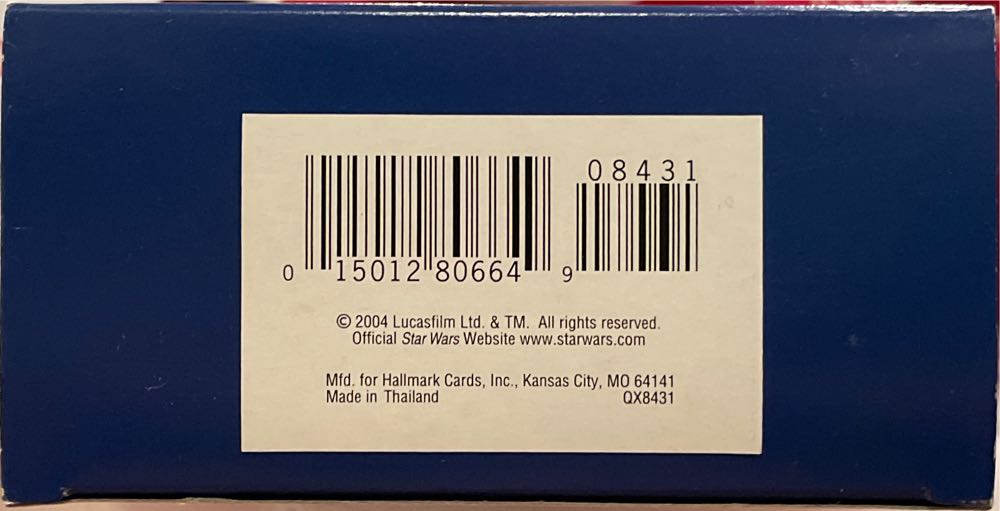 08431
0 15012 80664 9
© 2004 Lucasfilm Ltd. & TM. All rights reserved.
Official Star Wars Website www.starwars.com
Mfd. for Hallmark Cards, Inc., Kansas City, MO 64141
Made in Thailand QX8431